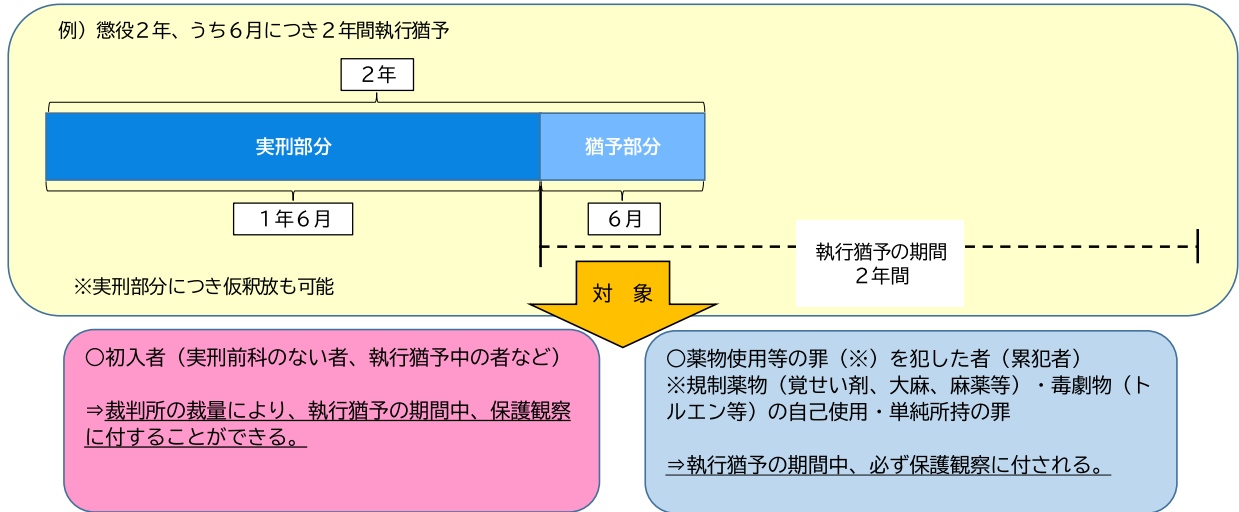 例）懲役２年、うち６月につき２年間執行猶予
２年
実刑部分
猶予部分
１年６月
６月
執行猶予の期間
２年間
※実刑部分につき仮釈放も可能
対　象
〇初入者（実刑前科のない者、執行猶予中の者など）
⇒裁判所の裁量により、執行猶予の期間中、保護観察
に付することができる。
〇薬物使用等の罪（※）を犯した者（累犯者）
※規制薬物（覚せい剤、大麻、麻薬等）・毒劇物（ト
ルエン等）の自己使用・単純所持の罪
⇒執行猶予の期間中、必ず保護観察に付される。